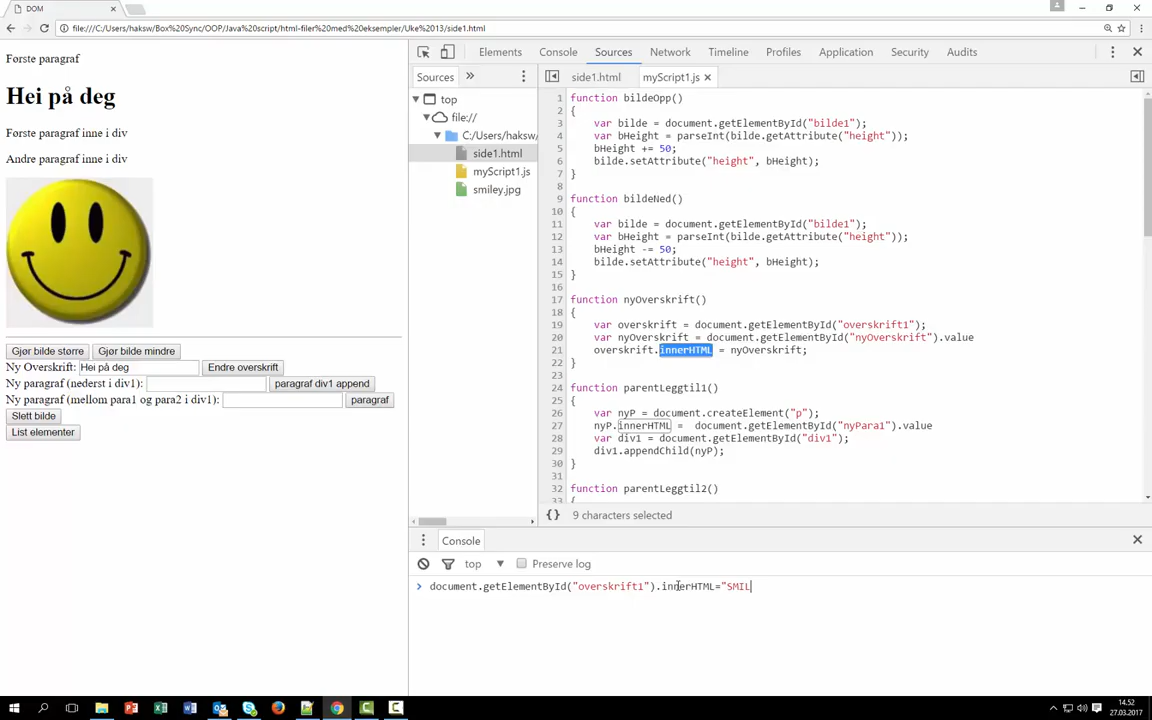 DOM
file:///C:/Users/haksw/Box%20Sync/OOP/Java%20script/html-filer%20med%20eksempler/Uke%2013/side1.html
Første paragraf
Hei på deg
Første paragraf inne i div
Andre paragraf inne i div
Gjør bilde større Gjør bilde mindre
Ny Overskrift: Hei på deg Endre overskrift
Ny paragraf (nederst i div1): paragraf div1 append
Ny paragraf (mellom para1 og para2 i div1): paragraf
Slett bilde
List elementer
Elements Console Sources Network Timeline Profiles Application Security Audits
Sources » side1.html myScript1.js
top
file://
C:/Users/haksw/
side1.html
myScript1.js
smiley.jpg
1 function bildeOpp()
2 {
3 var bilde = document.getElementById("bilde1");
4 var bHeight = parseInt(bilde.getAttribute("height"));
5 bHeight += 50;
6 bilde.setAttribute("height", bHeight);
7 }
8
9 function bildeNed()
10 {
11 var bilde = document.getElementById("bilde1");
12 var bHeight = parseInt(bilde.getAttribute("height"));
13 bHeight -= 50;
14 bilde.setAttribute("height", bHeight);
15 }
16
17 function nyOverskrift()
18 {
19 var overskrift = document.getElementById("overskrift1");
20 var nyOverskrift = document.getElementById("nyOverskrift").value
21 overskrift.innerHTML = nyOverskrift;
22 }
23
24 function parentLeggtil1()
25 {
26 var nyP = document.createElement("p");
27 nyP.innerHTML = document.getElementById("nyPara1").value
28 var div1 = document.getElementById("div1");
29 div1.appendChild(nyP);
30 }
31
32 function parentLeggtil2()
33 {
{} 9 characters selected
Console
top Preserve log
> document.getElementById("overskrift1").innerHTML="SMIL
14.52
27.03.2017